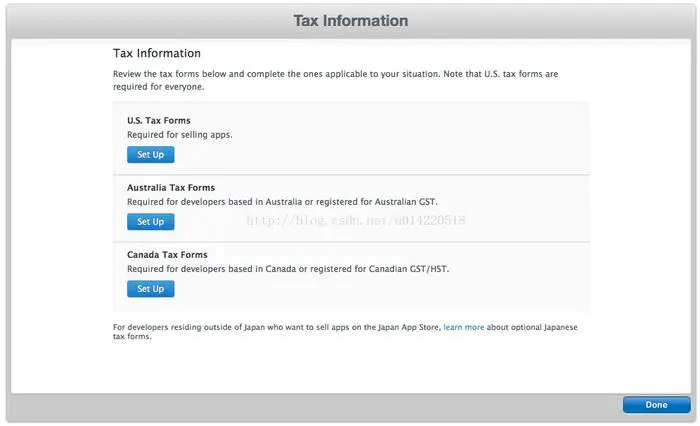 Tax Information
Tax Information
Review the tax forms below and complete the ones applicable to your situation. Note that U.S. tax forms are
required for everyone.
U.S. Tax Forms
Required for selling apps.
Set Up
Australia Tax Forms
Required for developers based in Australia or registered for Australian GST.
Set Up
http://blog.csdn.net/u014220518
Canada Tax Forms
Required for developers based in Canada or registered for Canadian GST/HST.
Set Up
For developers residing outside of Japan who want to sell apps on the Japan App Store, learn more about optional Japanese
tax forms.
Done